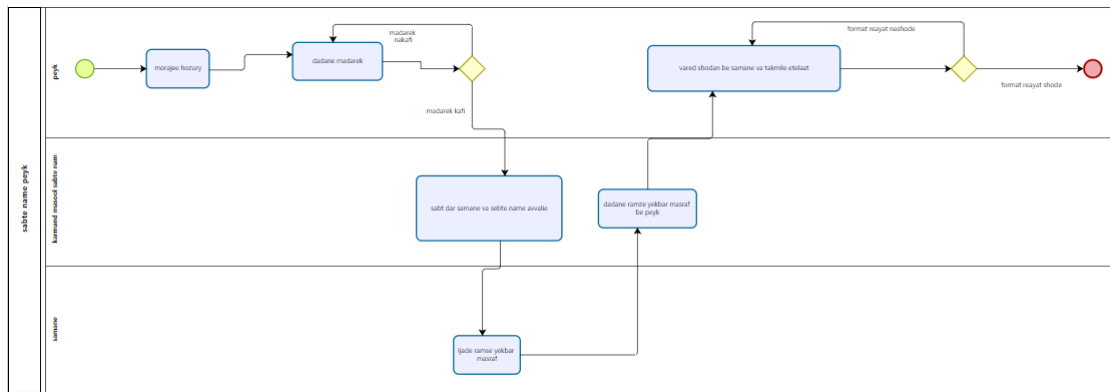 sabte name peyk
peyk
morajee hozury
dadane madarek
madarek
nakafi
madarek kafi
vared shodan be samane va takmile etelaat
format reayat nashode
format reayat shode
karmand masool sabte nam
sabt dar samane va sebte name avvalie
dadane ramze yekbar masraf
be peyk
samane
ijade ramse yekbar
masraf